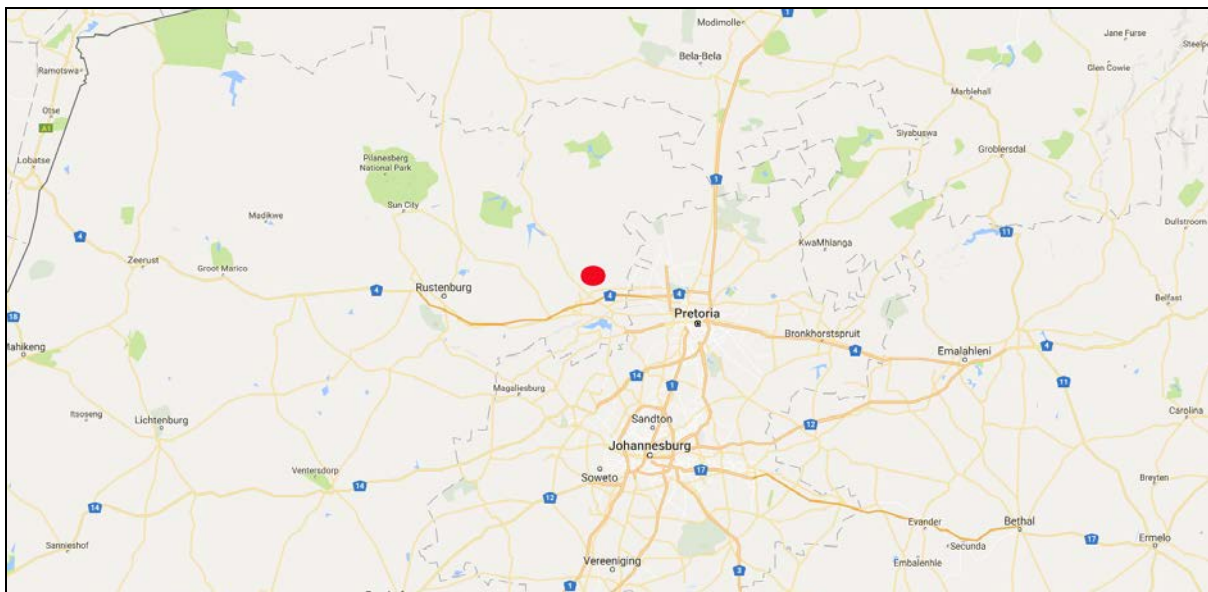 Modimolle
1
Jane Furse
Steelpo
Ramotswa
Bela-Bela
Glen Cowie
Marblehall
Otse
A1
Siyabuswa
Groblersdal
Lobatse
Pilanesberg
National Park
1
Sun City
Madikwe
Dullstroom
4
11
KwaMhlanga
Zeerust
Groot Marico
Rustenburg
4
4
4
Belfast
18
Pretoria
Bronkhorstspruit
Mahikeng
4
Emalahleni
4
14
1
11
Magaliesburg
Itsoseng
Lichtenburg
Sandton
12
Carolina
Johannesburg
Ventersdorp
Soweto
17
14
12
Breyten
14
Evander
Bethal
Sannieshof
Secunda
17
Ermelo
Vereeniging
Embalenhle
1
3